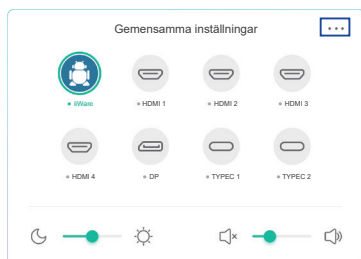 Gemensamma inställningar
• iiWare
• HDMI 1
• HDMI 2
• HDMI 3
• HDMI 4
• DP
• TYPEC 1
• TYPEC 2